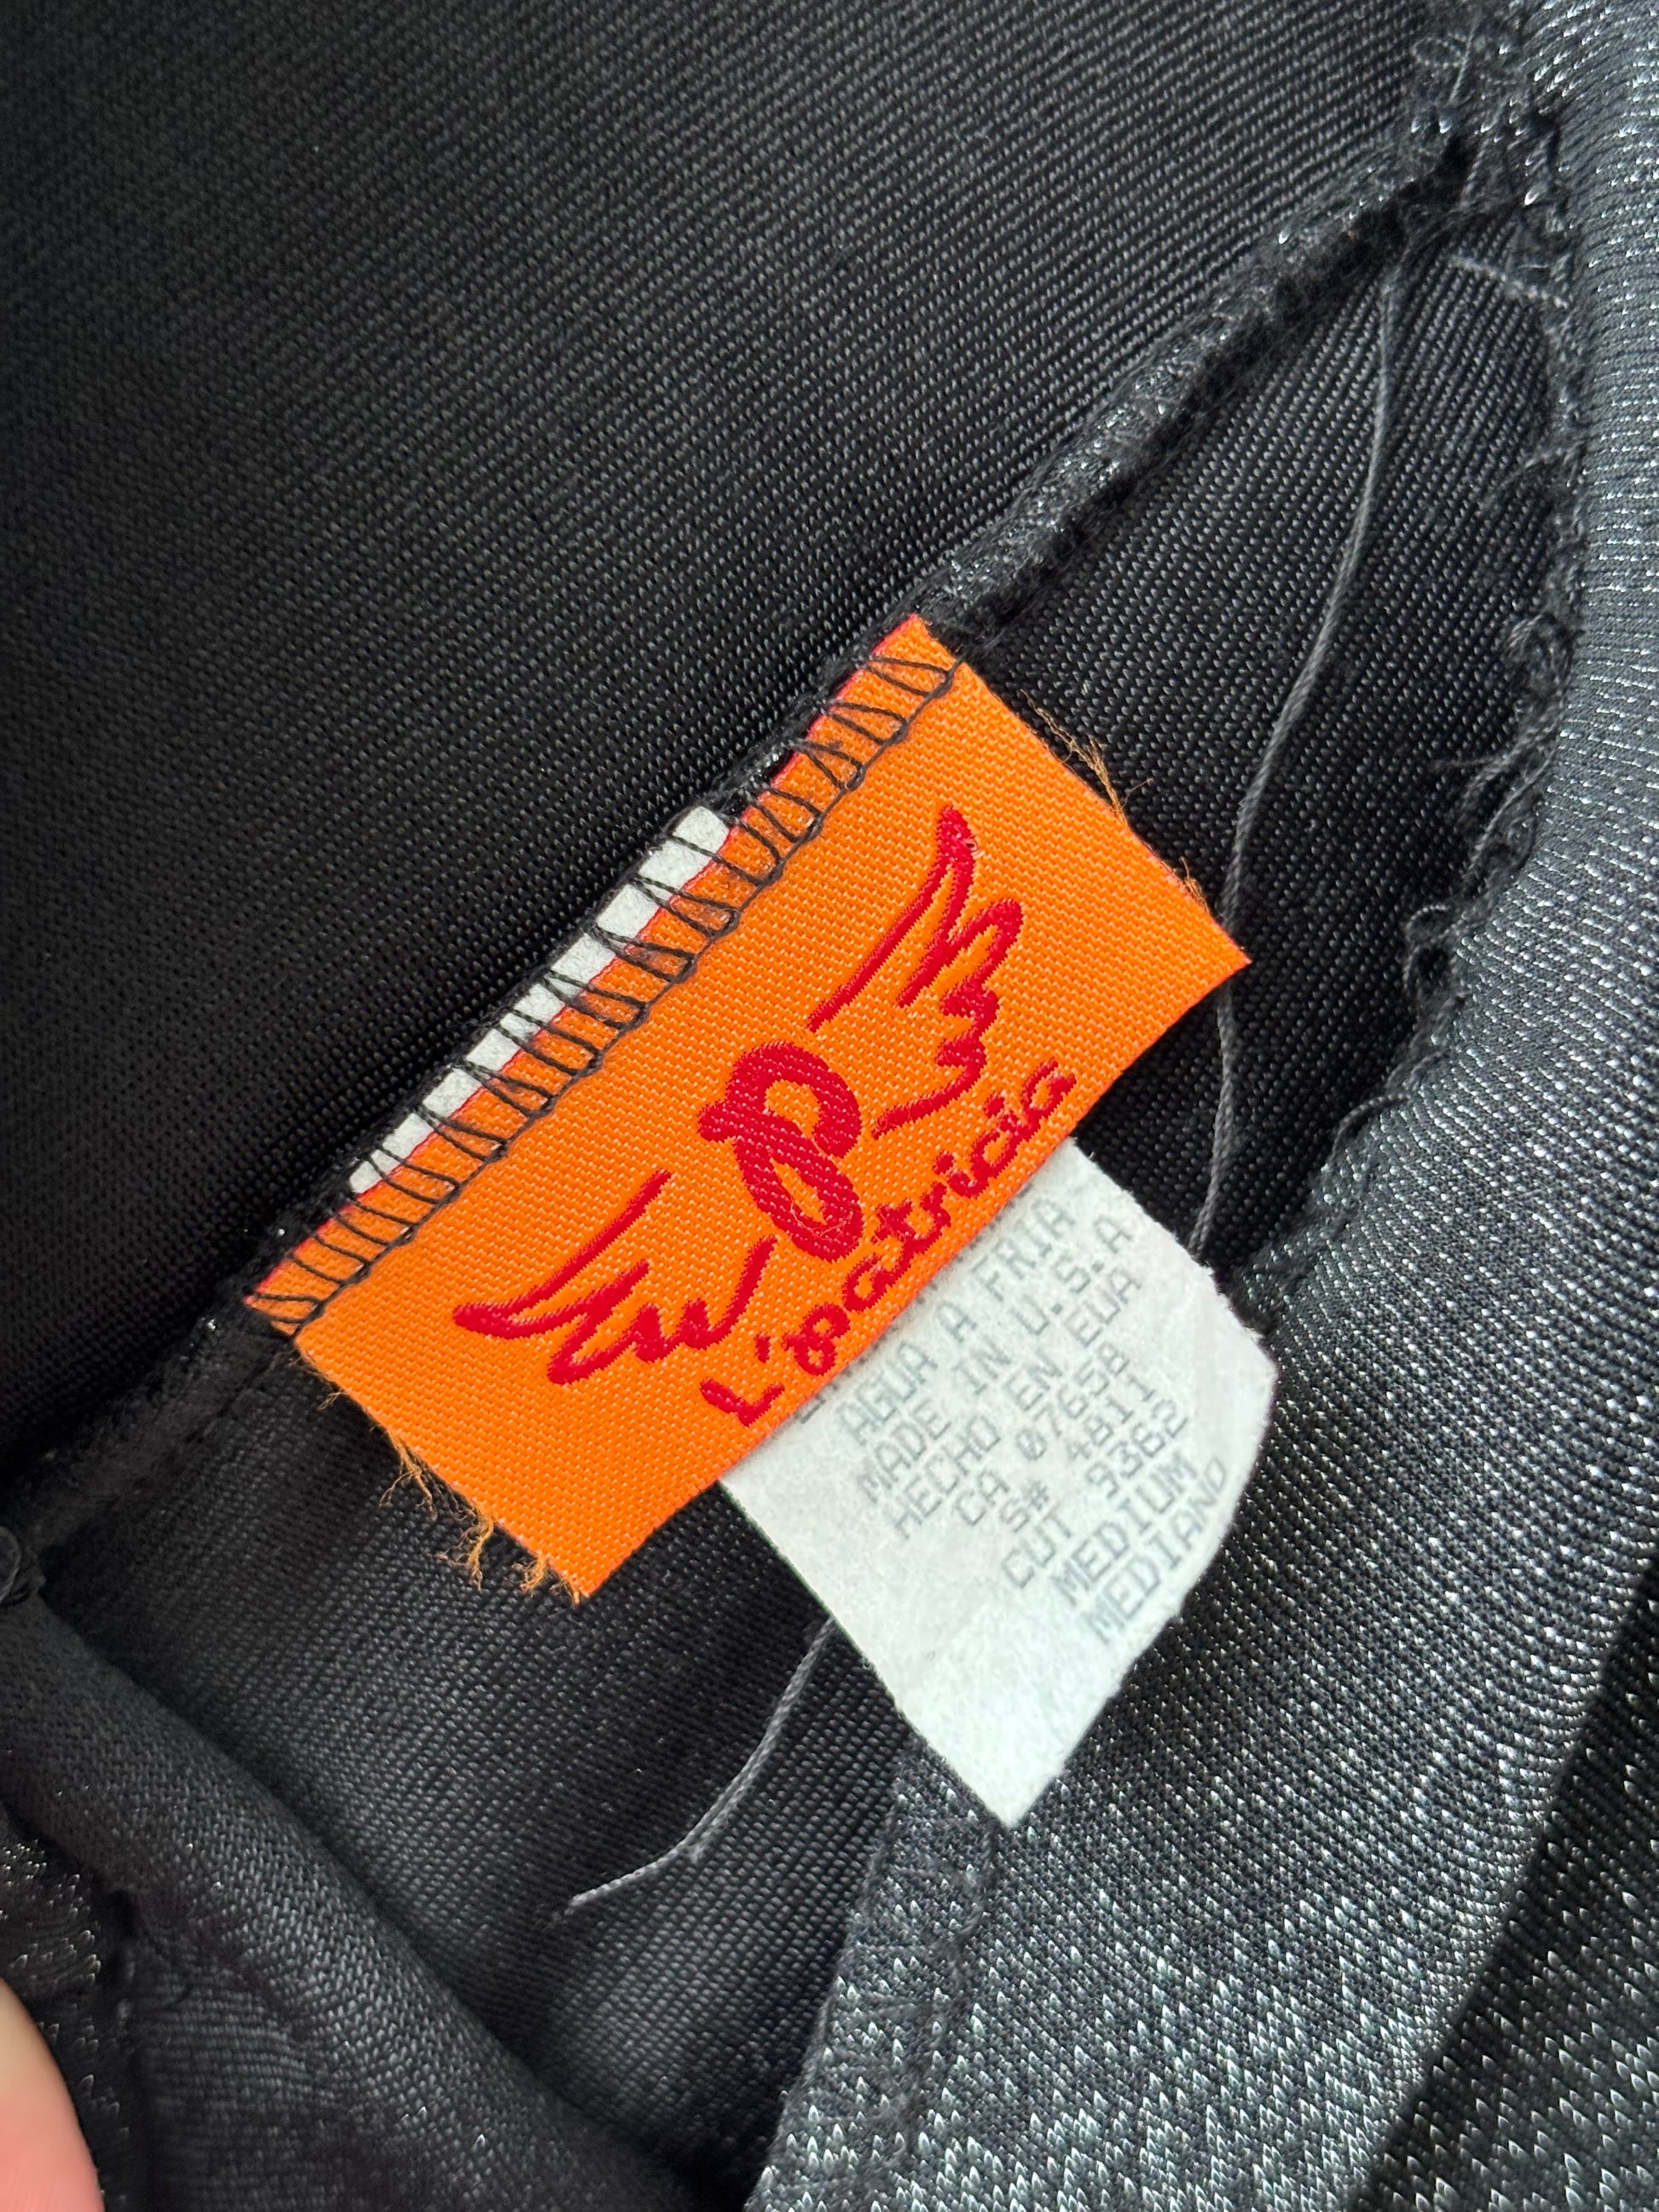 P
L'patricia
AGUA A FRIA
MADE IN U.S.A
HECHO EN EUA
CA 07658
S# 4811
CUT 9362
MEDIUM
MEDIANO